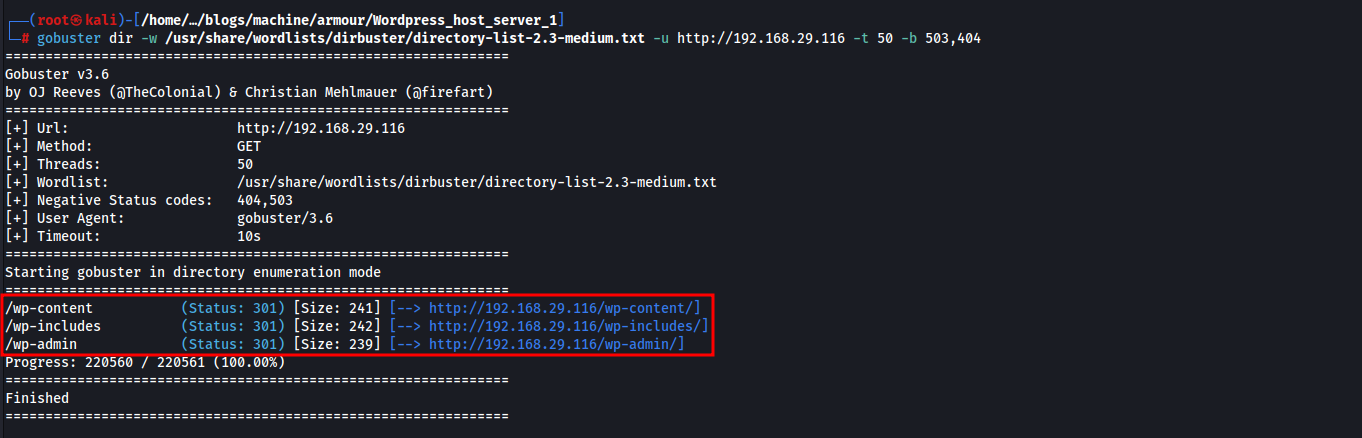 ┌──(root㉿kali)-[/home/…/blogs/machine/armour/Wordpress_host_server_1]
└─# gobuster dir -w /usr/share/wordlists/dirbuster/directory-list-2.3-medium.txt -u http://192.168.29.116 -t 50 -b 503,404
===============================================================
Gobuster v3.6
by OJ Reeves (@TheColonial) & Christian Mehlmauer (@firefart)
===============================================================
[+] Url:                     http://192.168.29.116
[+] Method:                  GET
[+] Threads:                 50
[+] Wordlist:                /usr/share/wordlists/dirbuster/directory-list-2.3-medium.txt
[+] Negative Status codes:   404,503
[+] User Agent:              gobuster/3.6
[+] Timeout:                 10s
===============================================================
Starting gobuster in directory enumeration mode
===============================================================
/wp-content           (Status: 301) [Size: 241] [--> http://192.168.29.116/wp-content/]
/wp-includes          (Status: 301) [Size: 242] [--> http://192.168.29.116/wp-includes/]
/wp-admin             (Status: 301) [Size: 239] [--> http://192.168.29.116/wp-admin/]
Progress: 220560 / 220561 (100.00%)
===============================================================
Finished
===============================================================